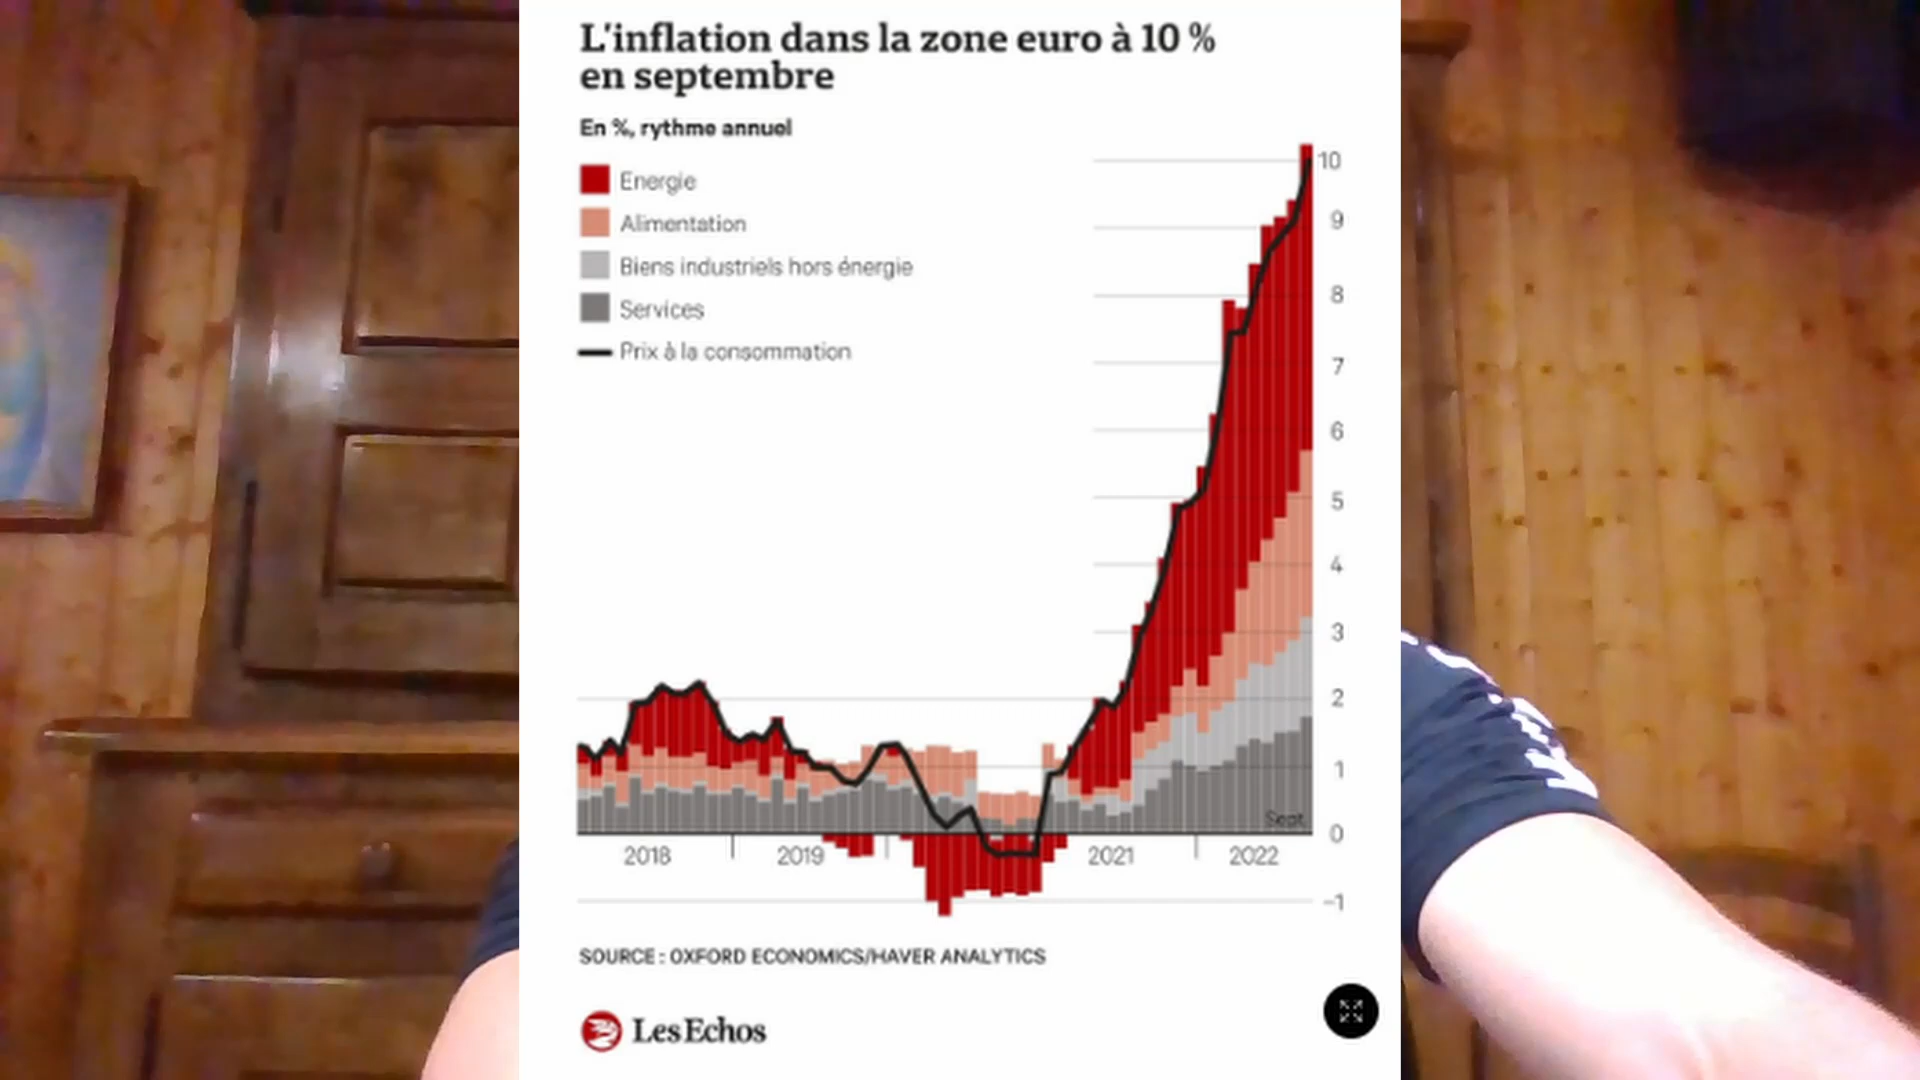 L'inflation dans la zone euro à 10 %
en septembre
En %, rythme annuel
Energie
Alimentation
Biens industriels hors énergie
Services
Prix à la consommation
10
9
8
7
6
5
4
3
2
1
0
-1
Sept.
2018
2019
2021
2022
SOURCE : OXFORD ECONOMICS/HAVER ANALYTICS
Les Echos